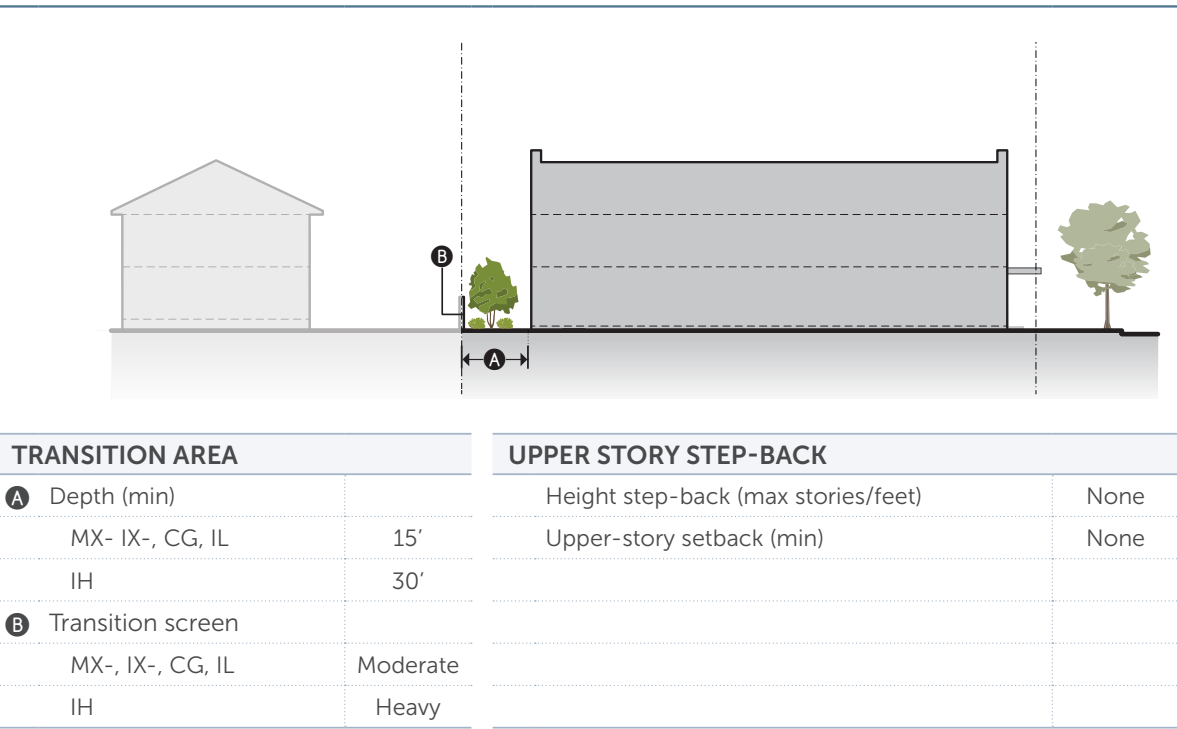 B
A
TRANSITION AREA
A Depth (min)
MX- IX-, CG, IL 15′
IH 30′
B Transition screen
MX-, IX-, CG, IL Moderate
IH Heavy
UPPER STORY STEP-BACK
Height step-back (max stories/feet) None
Upper-story setback (min) None